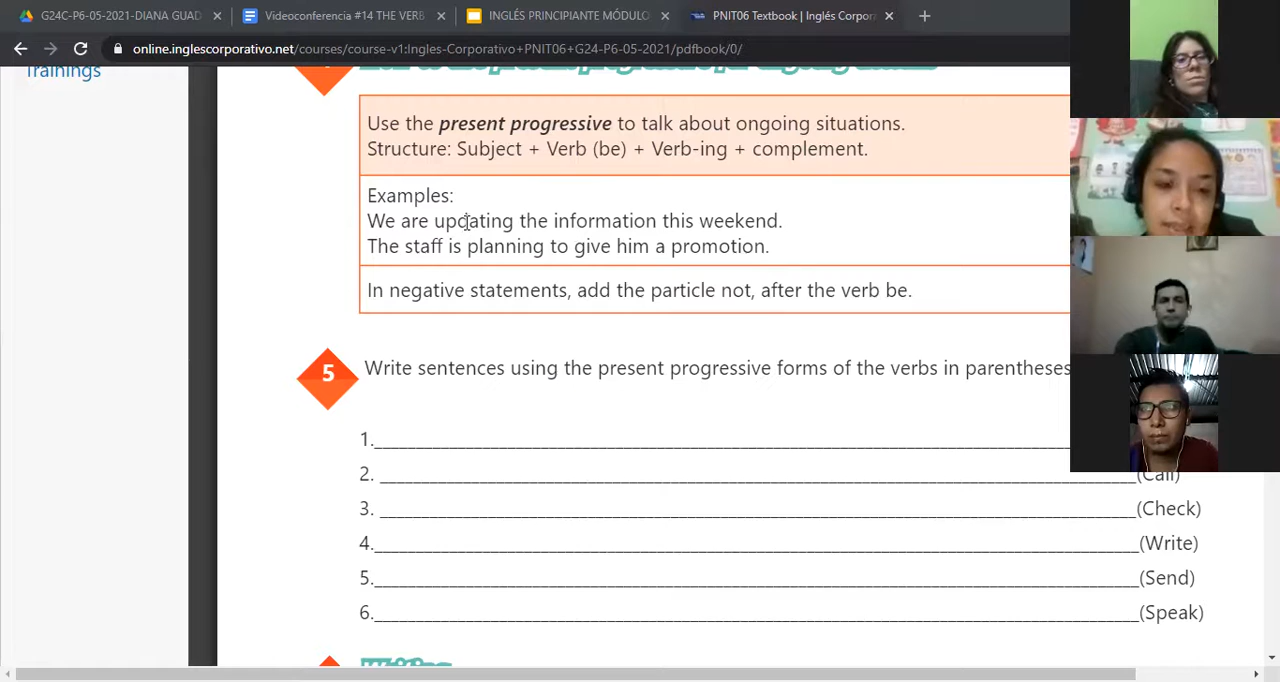 G24C-P6-05-2021-DIANA GUAD
Videoconferencia #14 THE VERB
INGLÉS PRINCIPIANTE MÓDULO
PNIT06 Textbook | Inglés Corpor
online.inglescorporativo.net/courses/course-v1:Ingles-Corporativo+PNIT06+G24-P6-05-2021/pdfbook/0/
Trainings
Use the present progressive to talk about ongoing situations.
Structure: Subject + Verb (be) + Verb-ing + complement.
Examples:
We are updating the information this weekend.
The staff is planning to give him a promotion.
In negative statements, add the particle not, after the verb be.
5
Write sentences using the present progressive forms of the verbs in parentheses
1.
2. (Call)
3. (Check)
4. (Write)
5. (Send)
6. (Speak)
Writing